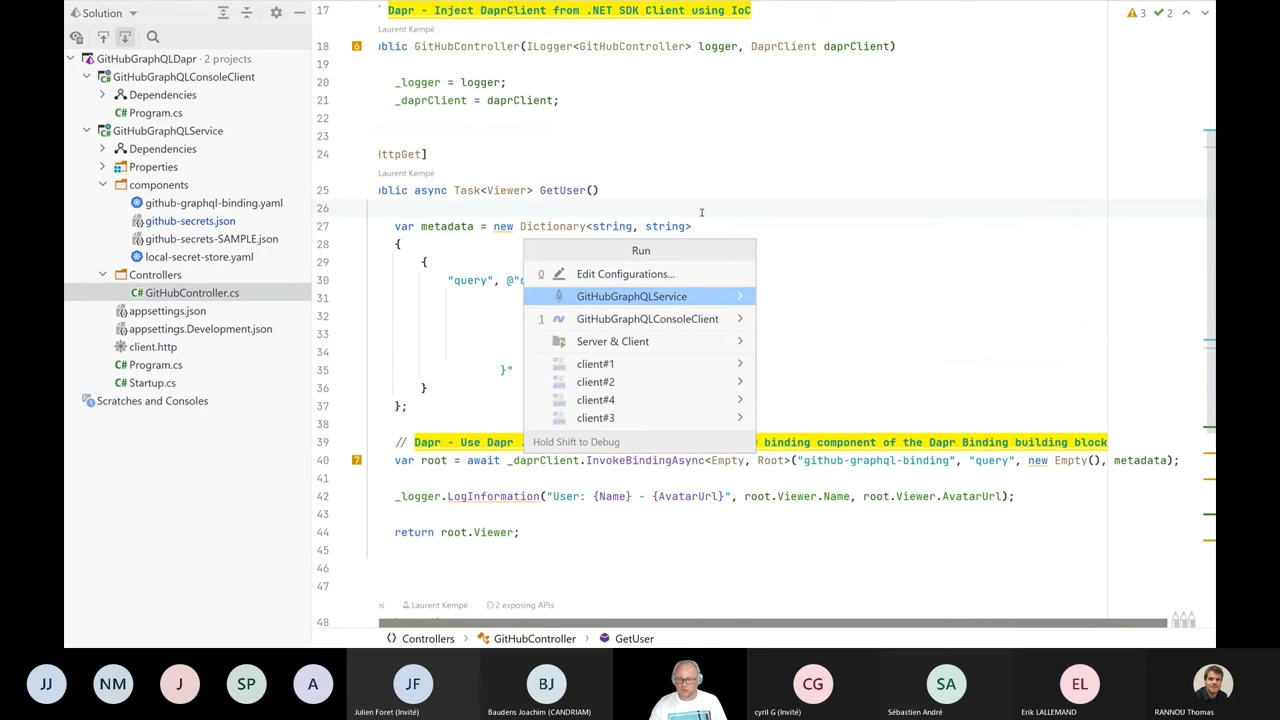 Solution
GitHubGraphQLDapr · 2 projects
GitHubGraphQLConsoleClient
Dependencies
C# Program.cs
GitHubGraphQLService
Dependencies
Properties
components
github-graphql-binding.yaml
github-secrets.json
github-secrets-SAMPLE.json
local-secret-store.yaml
Controllers
C# GitHubController.cs
appsettings.json
appsettings.Development.json
client.http
C# Program.cs
C# Startup.cs
Scratches and Consoles
3 2
17 Dapr - Inject DaprClient from .NET SDK Client using IoC
Laurent Kempé
18 6 ublic GitHubController(ILogger<GitHubController> logger, DaprClient daprClient)
19
20 _logger = logger;
21 _daprClient = daprClient;
22
23
24 HttpGet]
Laurent Kempé
25 ublic async Task<Viewer> GetUser()
26
27 var metadata = new Dictionary<string, string>
28 {
29 {
30 "query", @"
31
32
33
34
35 }"
36 }
37 };
38
39 // Dapr - Use Dapr binding component of the Dapr Binding building block
40 7 var root = await _daprClient.InvokeBindingAsync<Empty, Root>("github-graphql-binding", "query", new Empty(), metadata);
41
42 _logger.LogInformation("User: {Name} - {AvatarUrl}", root.Viewer.Name, root.Viewer.AvatarUrl);
43
44 return root.Viewer;
45
46
47
es Laurent Kempé 2 exposing APIs
48
Run
0 Edit Configurations...
GitHubGraphQLService
1 GitHubGraphQLConsoleClient
Server & Client
API client#1
API client#2
API client#4
API client#3
Hold Shift to Debug
Controllers > GitHubController > GetUser
JJ
NM
J
SP
A
JF
Julien Foret (Invité)
BJ
Baudens Joachim (CANDRIAM)
CG
cyril G (Invité)
SA
Sébastien André
EL
Erik LALLEMAND
RANNOU Thomas